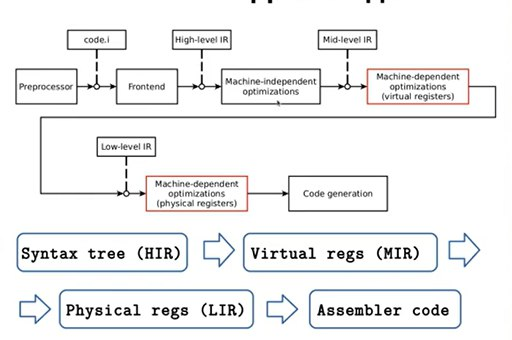 code.i
High-level IR
Mid-level IR
Preprocessor
Frontend
Machine-independent
optimizations
Machine-dependent
optimizations
(virtual registers)
Low-level IR
Machine-dependent
optimizations
(physical registers)
Code generation
Syntax tree (HIR)
Virtual regs (MIR)
Physical regs (LIR)
Assembler code